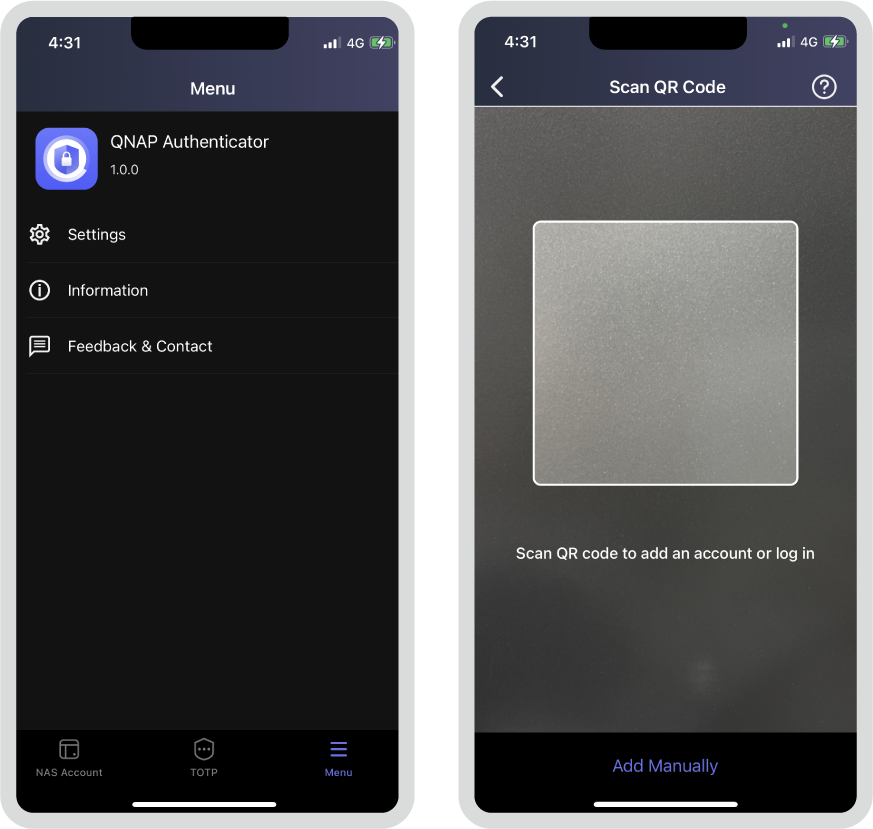 4:31
4G
Menu
QNAP Authenticator
1.0.0
Settings
Information
Feedback & Contact
NAS Account
TOTP
Menu
4:31
4G
Scan QR Code
Scan QR code to add an account or log in
Add Manually